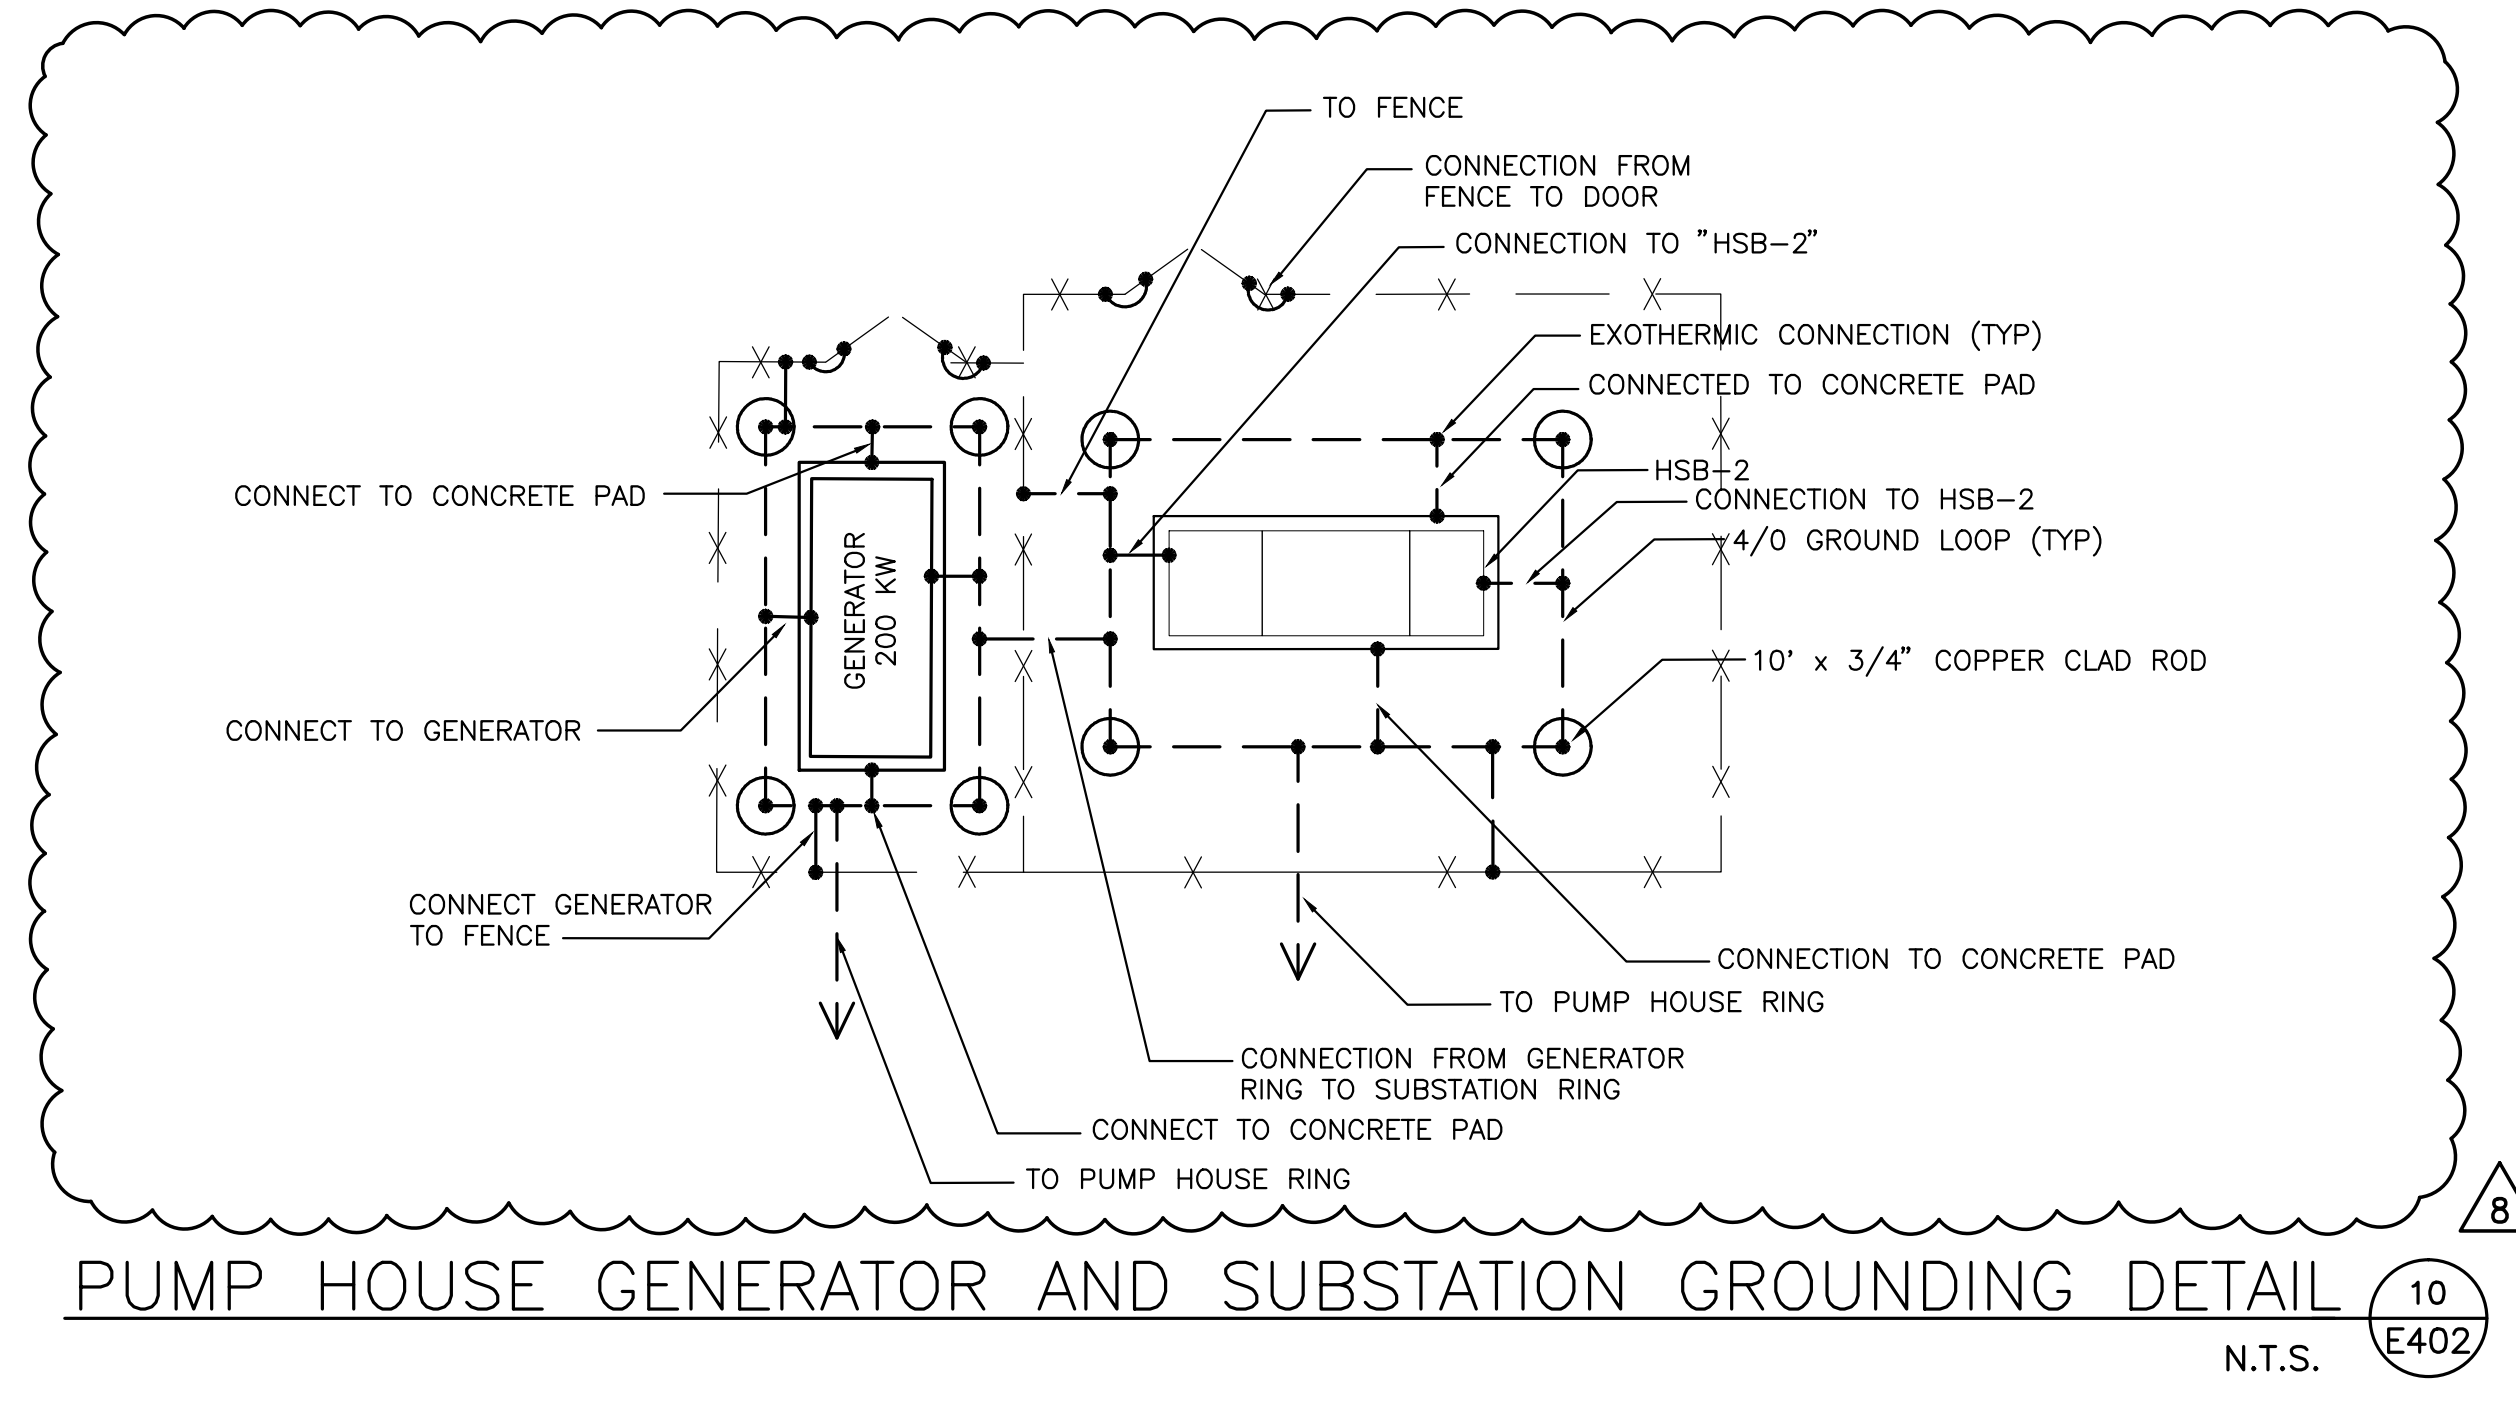 TO FENCE
CONNECTION FROM
FENCE TO DOOR
CONNECTION TO "HSB-2"
EXOTHERMIC CONNECTION (TYP)
CONNECTED TO CONCRETE PAD
HSB-2
CONNECTION TO HSB-2
4/0 GROUND LOOP (TYP)
10' x 3/4" COPPER CLAD ROD
CONNECT TO CONCRETE PAD
GENERATOR
200 KW
CONNECT TO GENERATOR
CONNECT GENERATOR
TO FENCE
CONNECTION TO CONCRETE PAD
TO PUMP HOUSE RING
CONNECTION FROM GENERATOR
RING TO SUBSTATION RING
CONNECT TO CONCRETE PAD
TO PUMP HOUSE RING
8
PUMP HOUSE GENERATOR AND SUBSTATION GROUNDING DETAIL
10
E402
N.T.S.